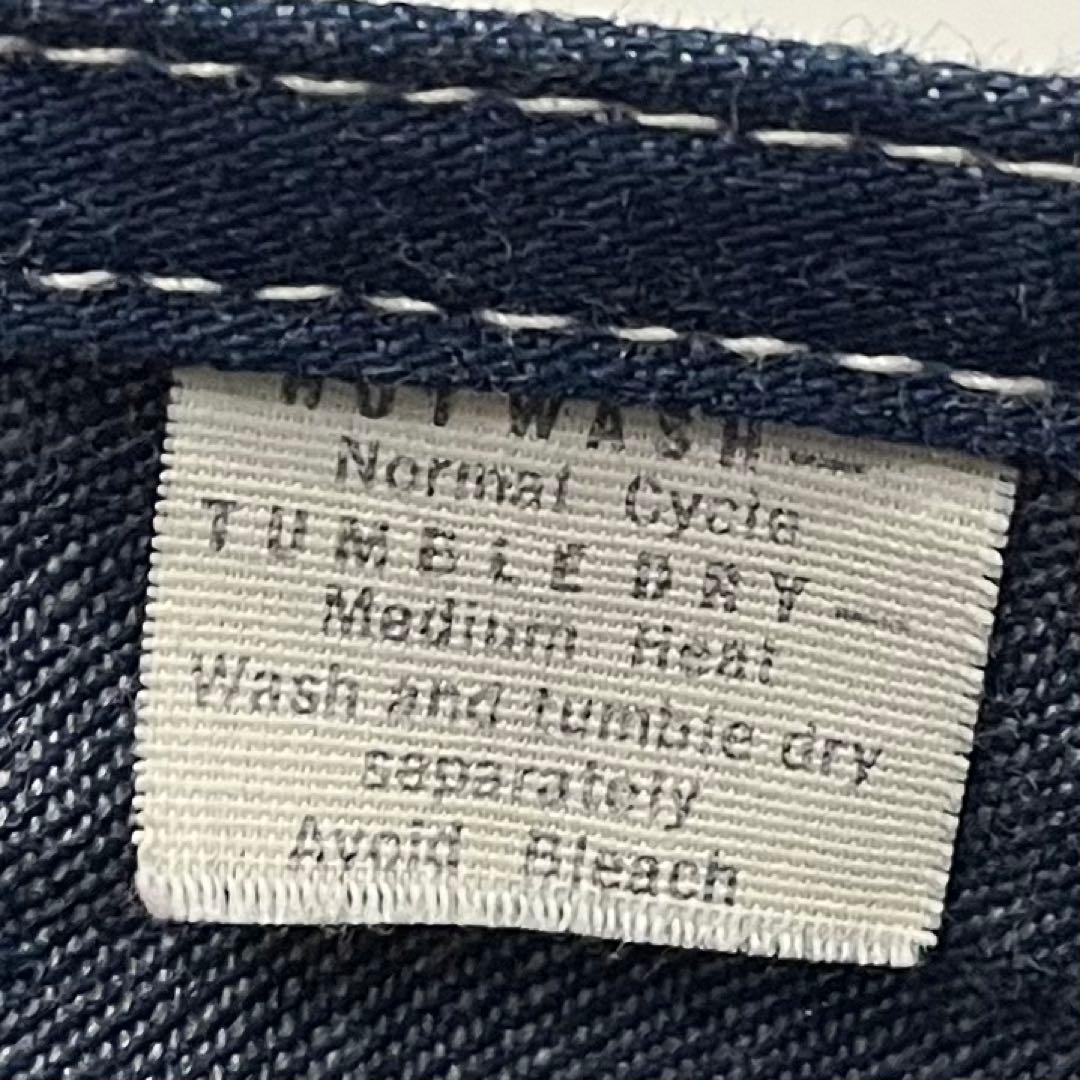 HOT WASH —
Normal Cycle
TUMBLE DRY —
Medium Heat
Wash and tumble dry
separately
Avoid Bleach